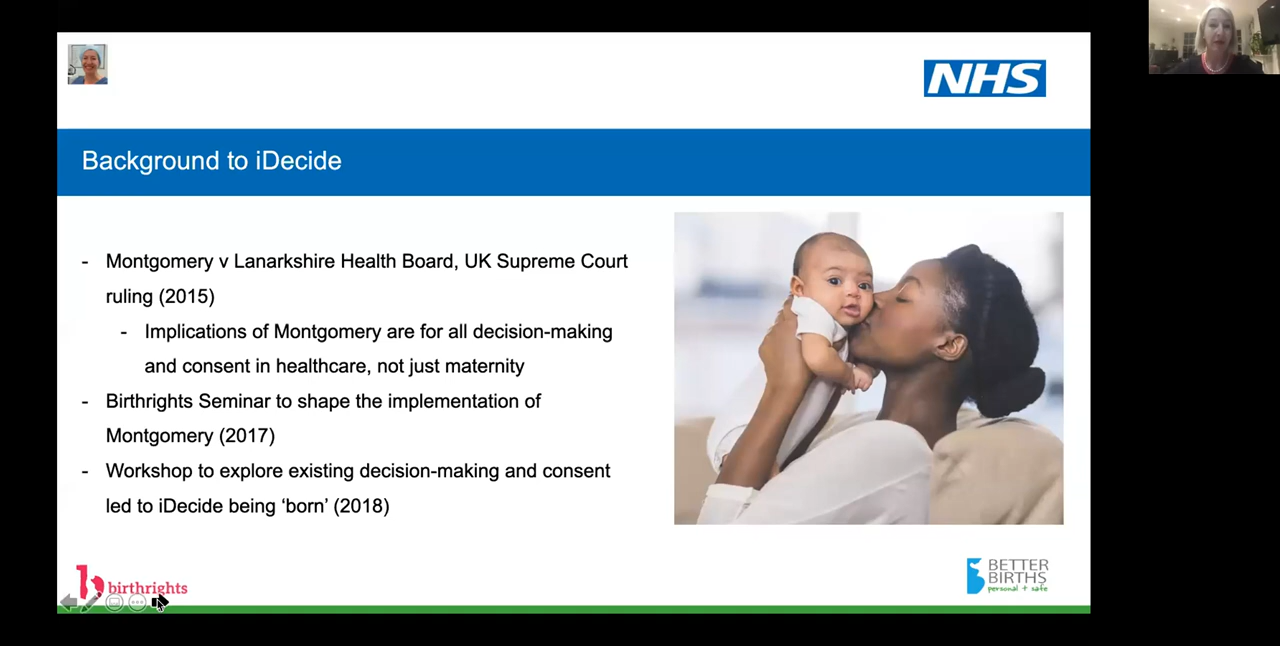 NHS
Background to iDecide
- Montgomery v Lanarkshire Health Board, UK Supreme Court
ruling (2015)
- Implications of Montgomery are for all decision-making
and consent in healthcare, not just maternity
- Birthrights Seminar to shape the implementation of
Montgomery (2017)
- Workshop to explore existing decision-making and consent
led to iDecide being ‘born’ (2018)
birthrights
BETTER
BIRTHS
personal + safe